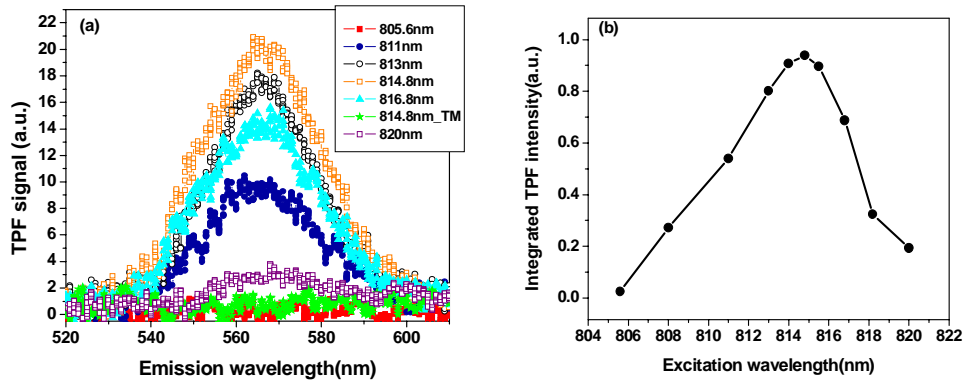 (a)
805.6nm
811nm
813nm
814.8nm
816.8nm
814.8nm_TM
820nm
TPF signal (a.u.)
22
20
18
16
14
12
10
8
6
4
2
0
520 540 560 580 600
Emission wavelength(nm)
(b)
Integrated TPF intensity(a.u.)
1.0
0.8
0.6
0.4
0.2
0.0
804 806 808 810 812 814 816 818 820 822
Excitation wavelength(nm)